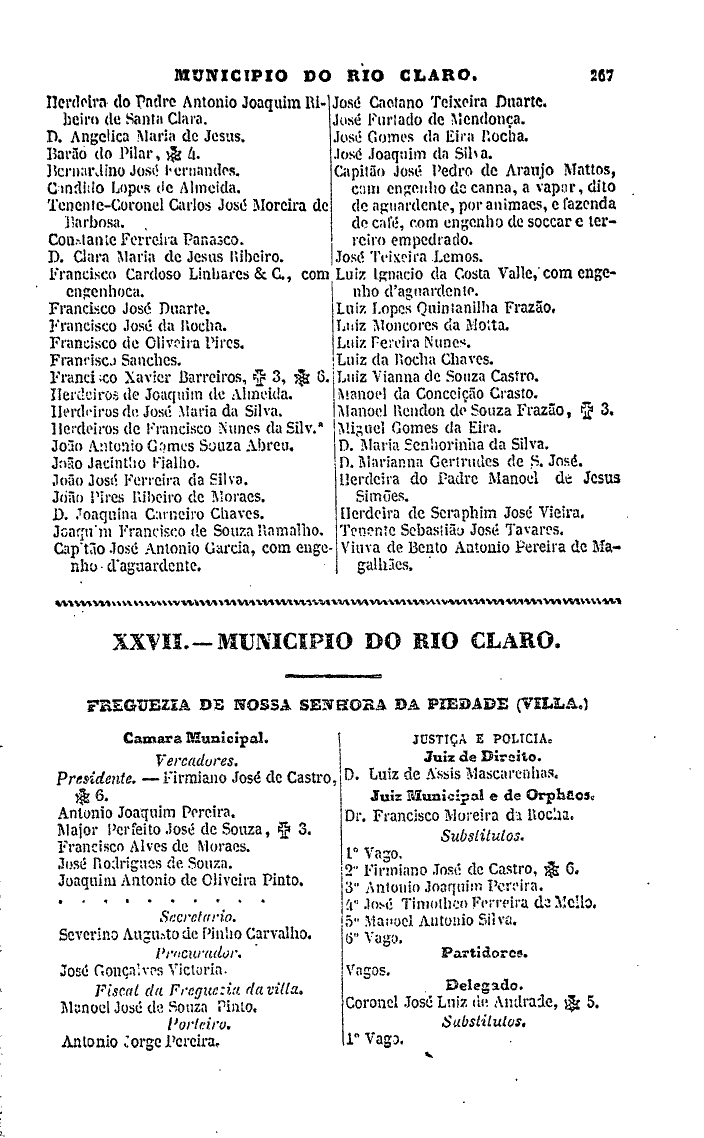 MUNICIPIO DO RIO CLARO. 267
Herdeira do Padre Antonio Joaquim Ri-
beiro de Santa Clara.
D. Angelica Maria de Jesus.
Barão do Pilar, 4.
Bernardino José Fernandes.
Candido Lopes de Almeida.
Tenente-Coronel Carlos José Moreira de
Barbosa.
Constante Ferreira Panasco.
D. Clara Maria de Jesus Ribeiro.
Francisco Cardoso Linhares & C., com
engenhoca.
Francisco José Duarte.
Francisco José da Rocha.
Francisco de Oliveira Pires.
Francisco Sanches.
Francisco Xavier Barreiros, 3, 6.
Herdeiros de Joaquim de Almeida.
Herdeiros de José Maria da Silva.
Herdeiros de Francisco Nunes da Silv.ª
João Antonio Gomes Souza Abreu.
João Jacintho Fialho.
João José Ferreira da Silva.
João Pires Ribeiro de Moraes.
D. Joaquina Carneiro Chaves.
Joaquim Francisco de Souza Ramalho.
Capitão José Antonio Garcia, com enge-
nho d'aguardente.
José Caetano Teixeira Duarte.
José Furtado de Mendonça.
José Gomes da Eira Rocha.
José Joaquim da Silva.
Capitão José Pedro de Araujo Mattos,
com engenho de canna, a vapor, dito
de aguardente, por animaes, e fazenda
de café, com engenho de soccar e ter-
reiro empedrado.
José Teixeira Lemos.
Luiz Ignacio da Costa Valle, com enge-
nho d'aguardente.
Luiz Lopes Quintanilha Frazão.
Luiz Moncores da Motta.
Luiz Pereira Nunes.
Luiz da Rocha Chaves.
Luiz Vianna de Souza Castro.
Manoel da Conceição Crasto.
Manoel Rendon de Souza Frazão, 3.
Miguel Gomes da Eira.
D. Maria Senhorinha da Silva.
D. Marianna Gertrudes de S. José.
Herdeira do Padre Manoel de Jesus
Simões.
Herdeira de Seraphim José Vieira.
Tenente Sebastião José Tavares.
Viuva de Bento Antonio Pereira de Ma-
galhães.
XXVII.—MUNICIPIO DO RIO CLARO.
FREGUEZIA DE NOSSA SENHORA DA PIEDADE (VILLA.)
Camara Municipal.
Vereadores.
Presidente. — Firmiano José de Castro,
6.
Antonio Joaquim Pereira.
Major Perfeito José de Souza, 3.
Francisco Alves de Moraes.
José Rodrigues de Souza.
Joaquim Antonio de Oliveira Pinto.
. . . . . . . . . .
Secretario.
Severino Augusto de Pinho Carvalho.
Procurador.
José Gonçalves Victoria.
Fiscal da Freguezia da villa.
Manoel José de Souza Pinto.
Porteiro.
Antonio Jorge Pereira.
JUSTIÇA E POLICIA.
Juiz de Direito.
D. Luiz de Assis Mascarenhas.
Juiz Municipal e de Orphãos.
Dr. Francisco Moreira da Rocha.
Substitutos.
1º Vago.
2º Firmiano José de Castro, 6.
3º Antonio Joaquim Pereira.
4º José Timotheo Ferreira de Mello.
5º Manoel Antonio Silva.
6º Vago.
Partidores.
Vagos.
Delegado.
Coronel José Luiz de Andrade, 5.
Substitutos.
1º Vago.